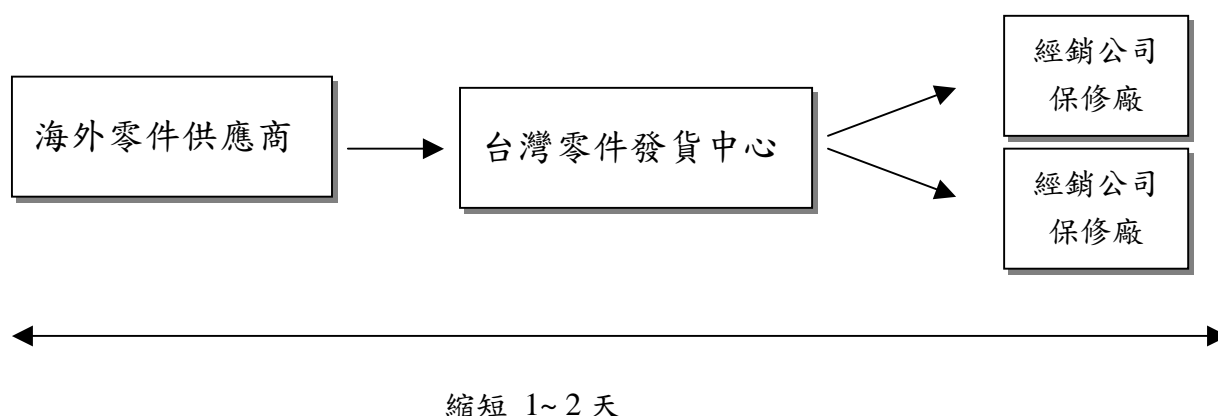 海外零件供應商
台灣零件發貨中心
經銷公司
保修廠
經銷公司
保修廠
縮短 1~2天